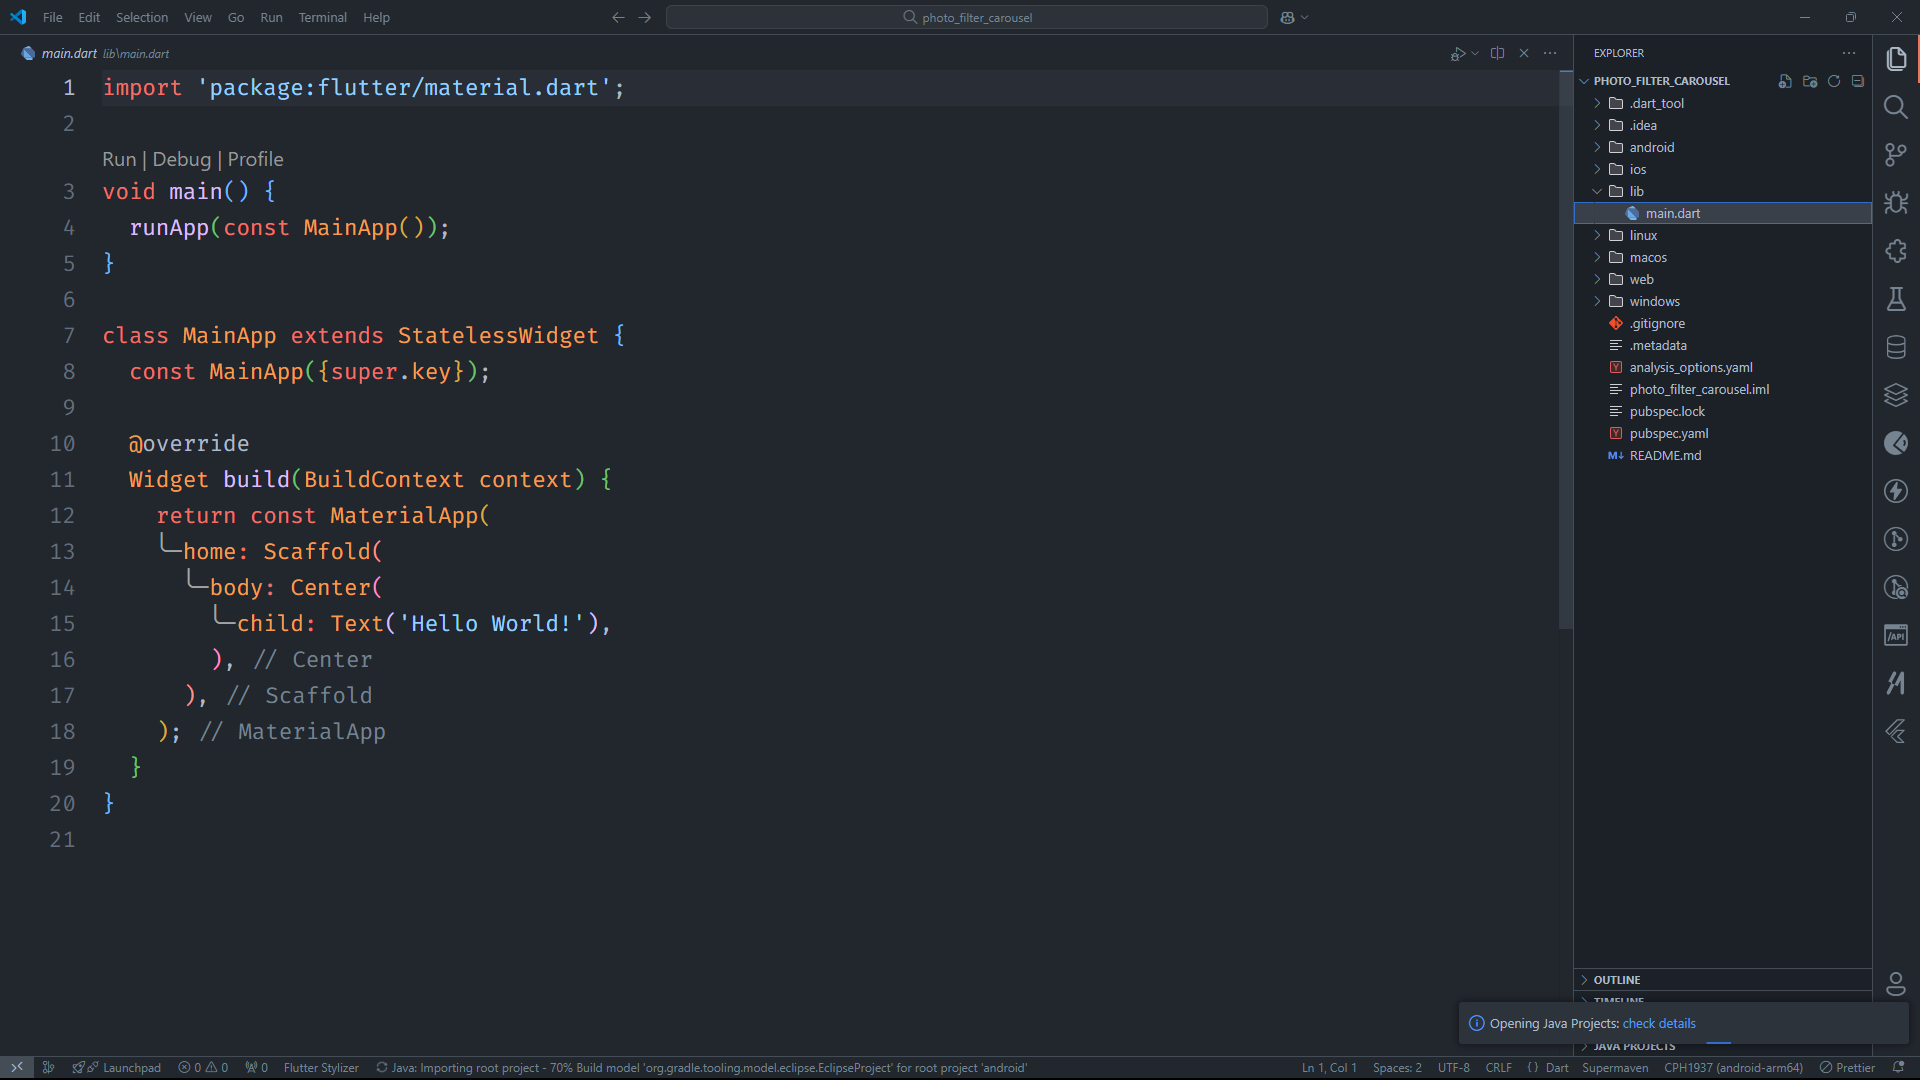 File Edit Selection View Go Run Terminal Help
photo_filter_carousel
main.dart lib\main.dart
1 import 'package:flutter/material.dart';
2
Run | Debug | Profile
3 void main() {
4 runApp(const MainApp());
5 }
6
7 class MainApp extends StatelessWidget {
8 const MainApp({super.key});
9
10 @override
11 Widget build(BuildContext context) {
12 return const MaterialApp(
13 home: Scaffold(
14 body: Center(
15 child: Text('Hello World!'),
16 ), // Center
17 ), // Scaffold
18 ); // MaterialApp
19 }
20 }
21
EXPLORER
PHOTO_FILTER_CAROUSEL
.dart_tool
.idea
android
ios
lib
main.dart
linux
macos
web
windows
.gitignore
.metadata
analysis_options.yaml
photo_filter_carousel.iml
pubspec.lock
pubspec.yaml
README.md
/API
OUTLINE
TIMELINE
Opening Java Projects: check details
JAVA PROJECTS
Launchpad 0 0 0 Flutter Stylizer Java: Importing root project - 70% Build model 'org.gradle.tooling.model.eclipse.EclipseProject' for root project 'android' Ln 1, Col 1 Spaces: 2 UTF-8 CRLF { } Dart Supermaven CPH1937 (android-arm64) Prettier